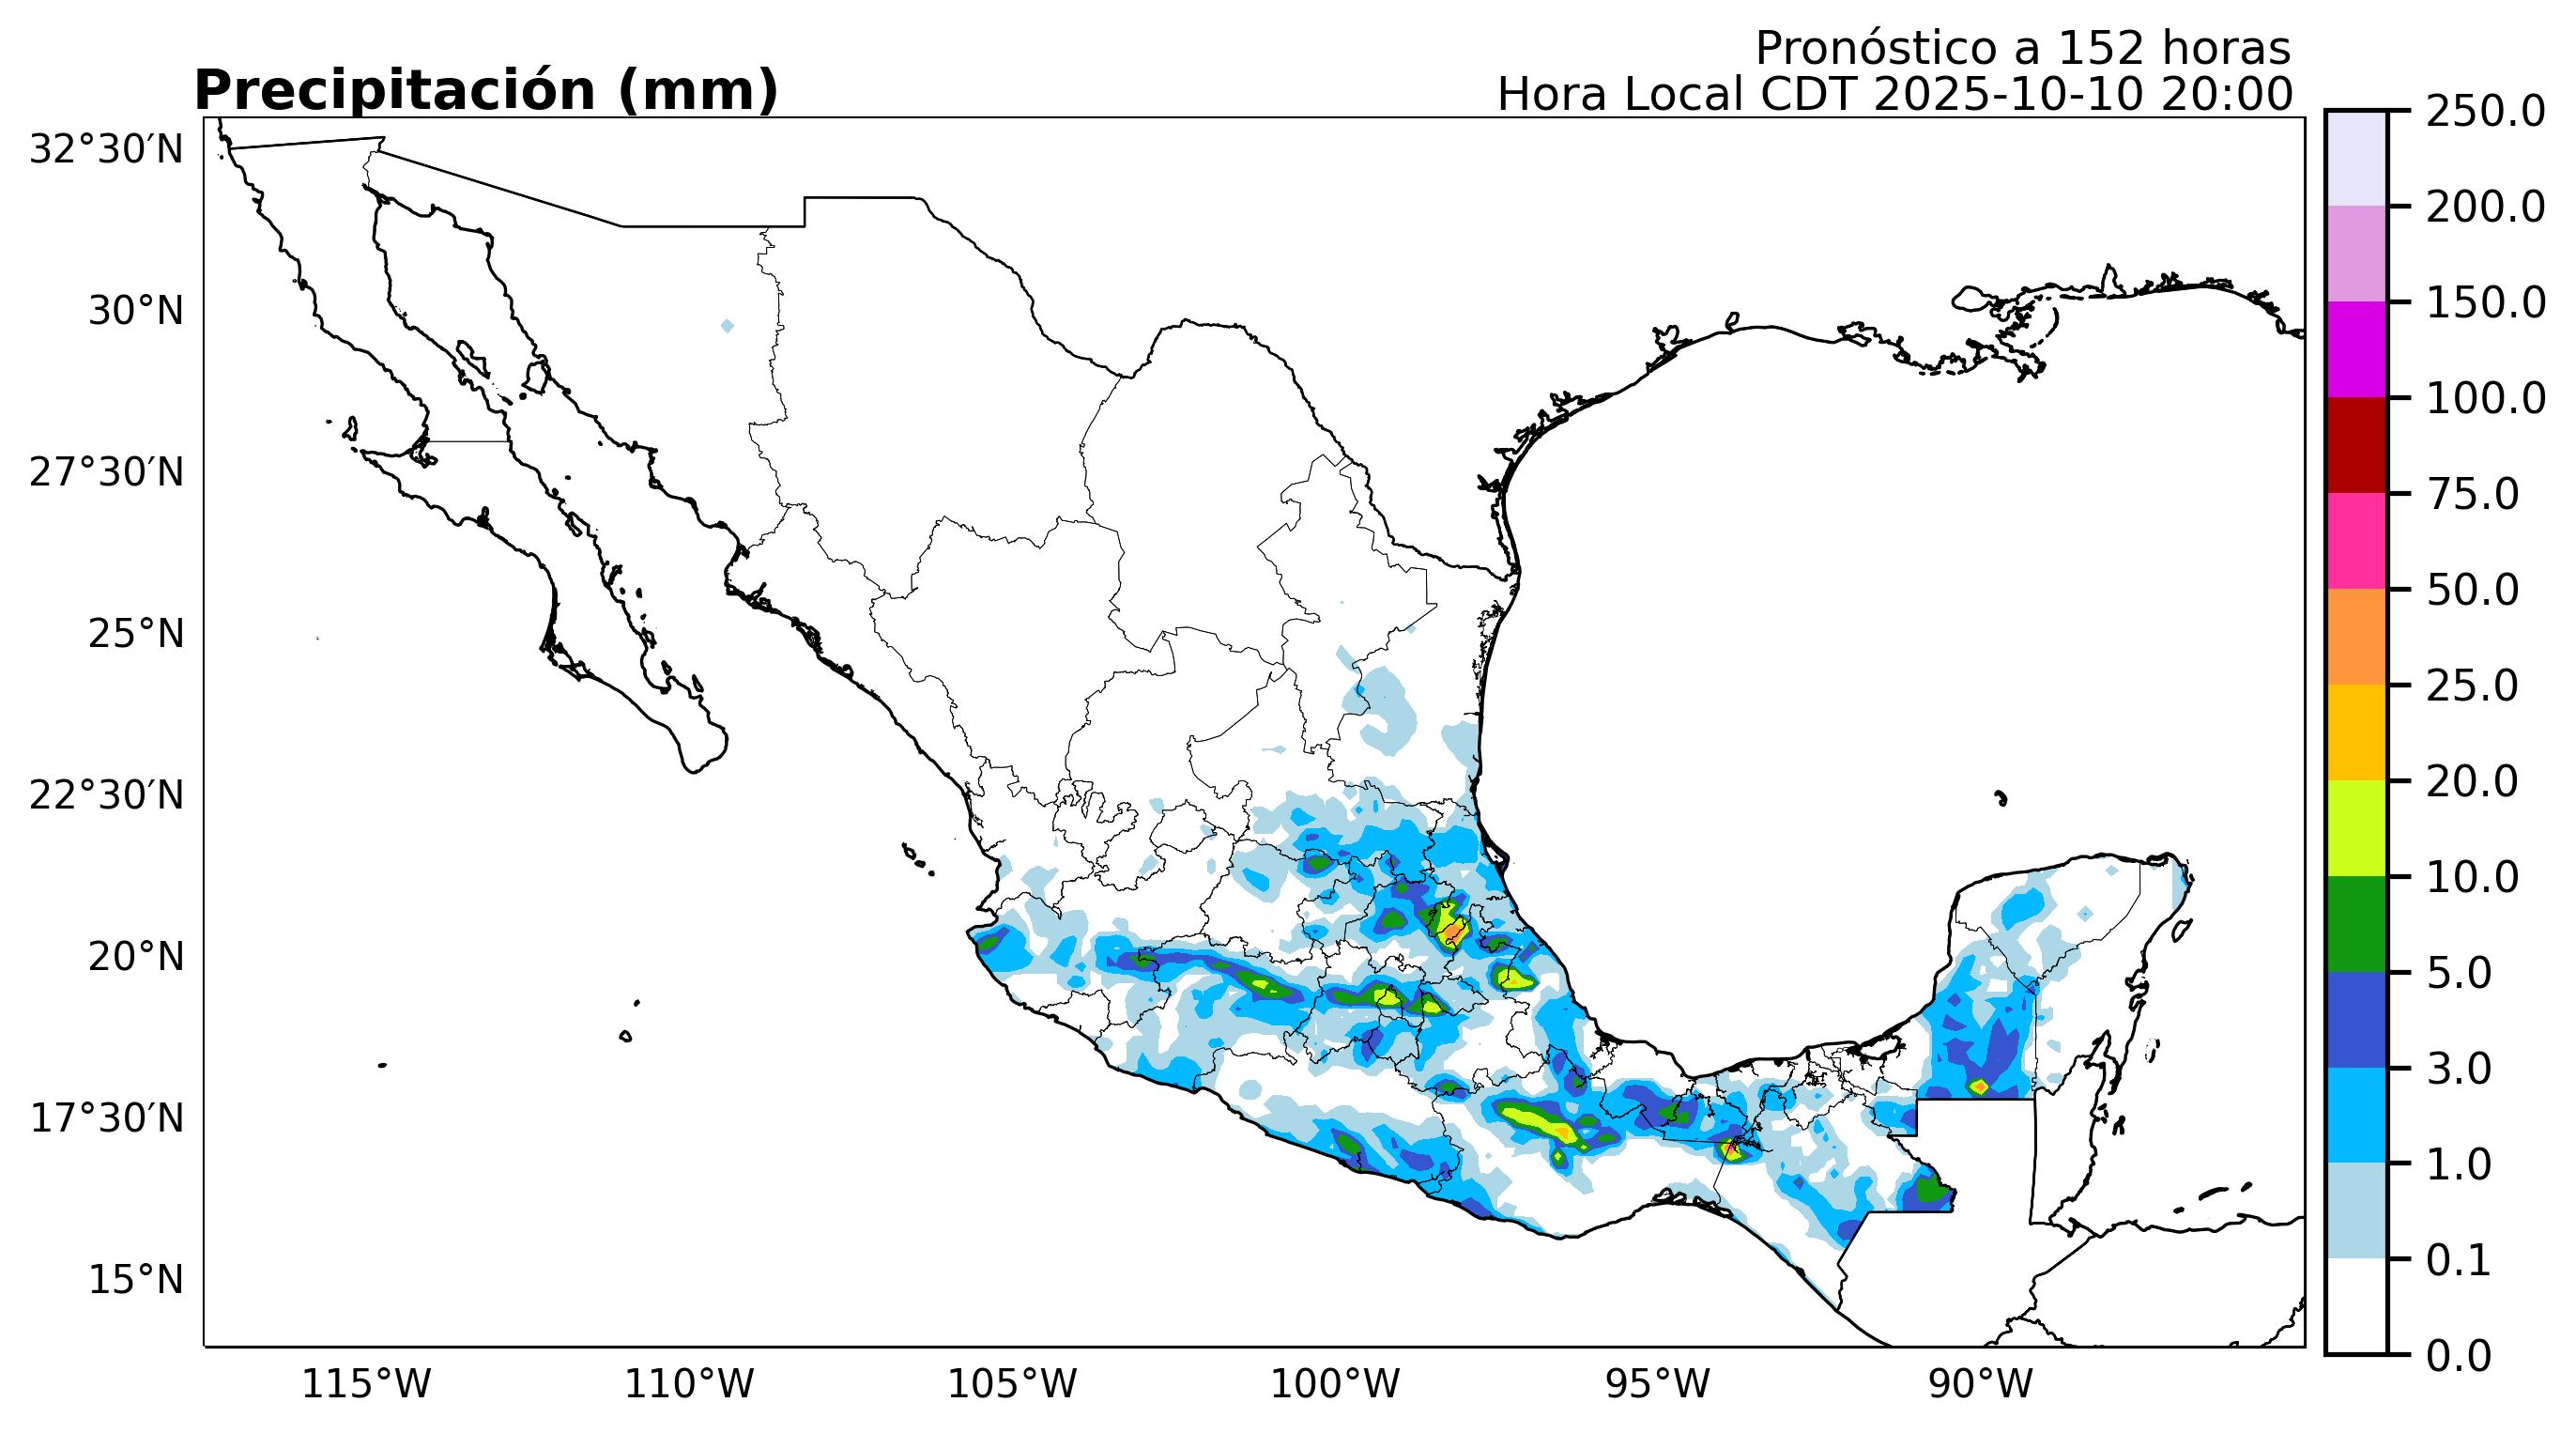 Pronóstico a 152 horas
Precipitación (mm)
Hora Local CDT 2025-10-10 20:00
32°30′N
30°N
27°30′N
25°N
22°30′N
20°N
17°30′N
15°N
115°W
110°W
105°W
100°W
95°W
90°W
250.0
200.0
150.0
100.0
75.0
50.0
25.0
20.0
10.0
5.0
3.0
1.0
0.1
0.0